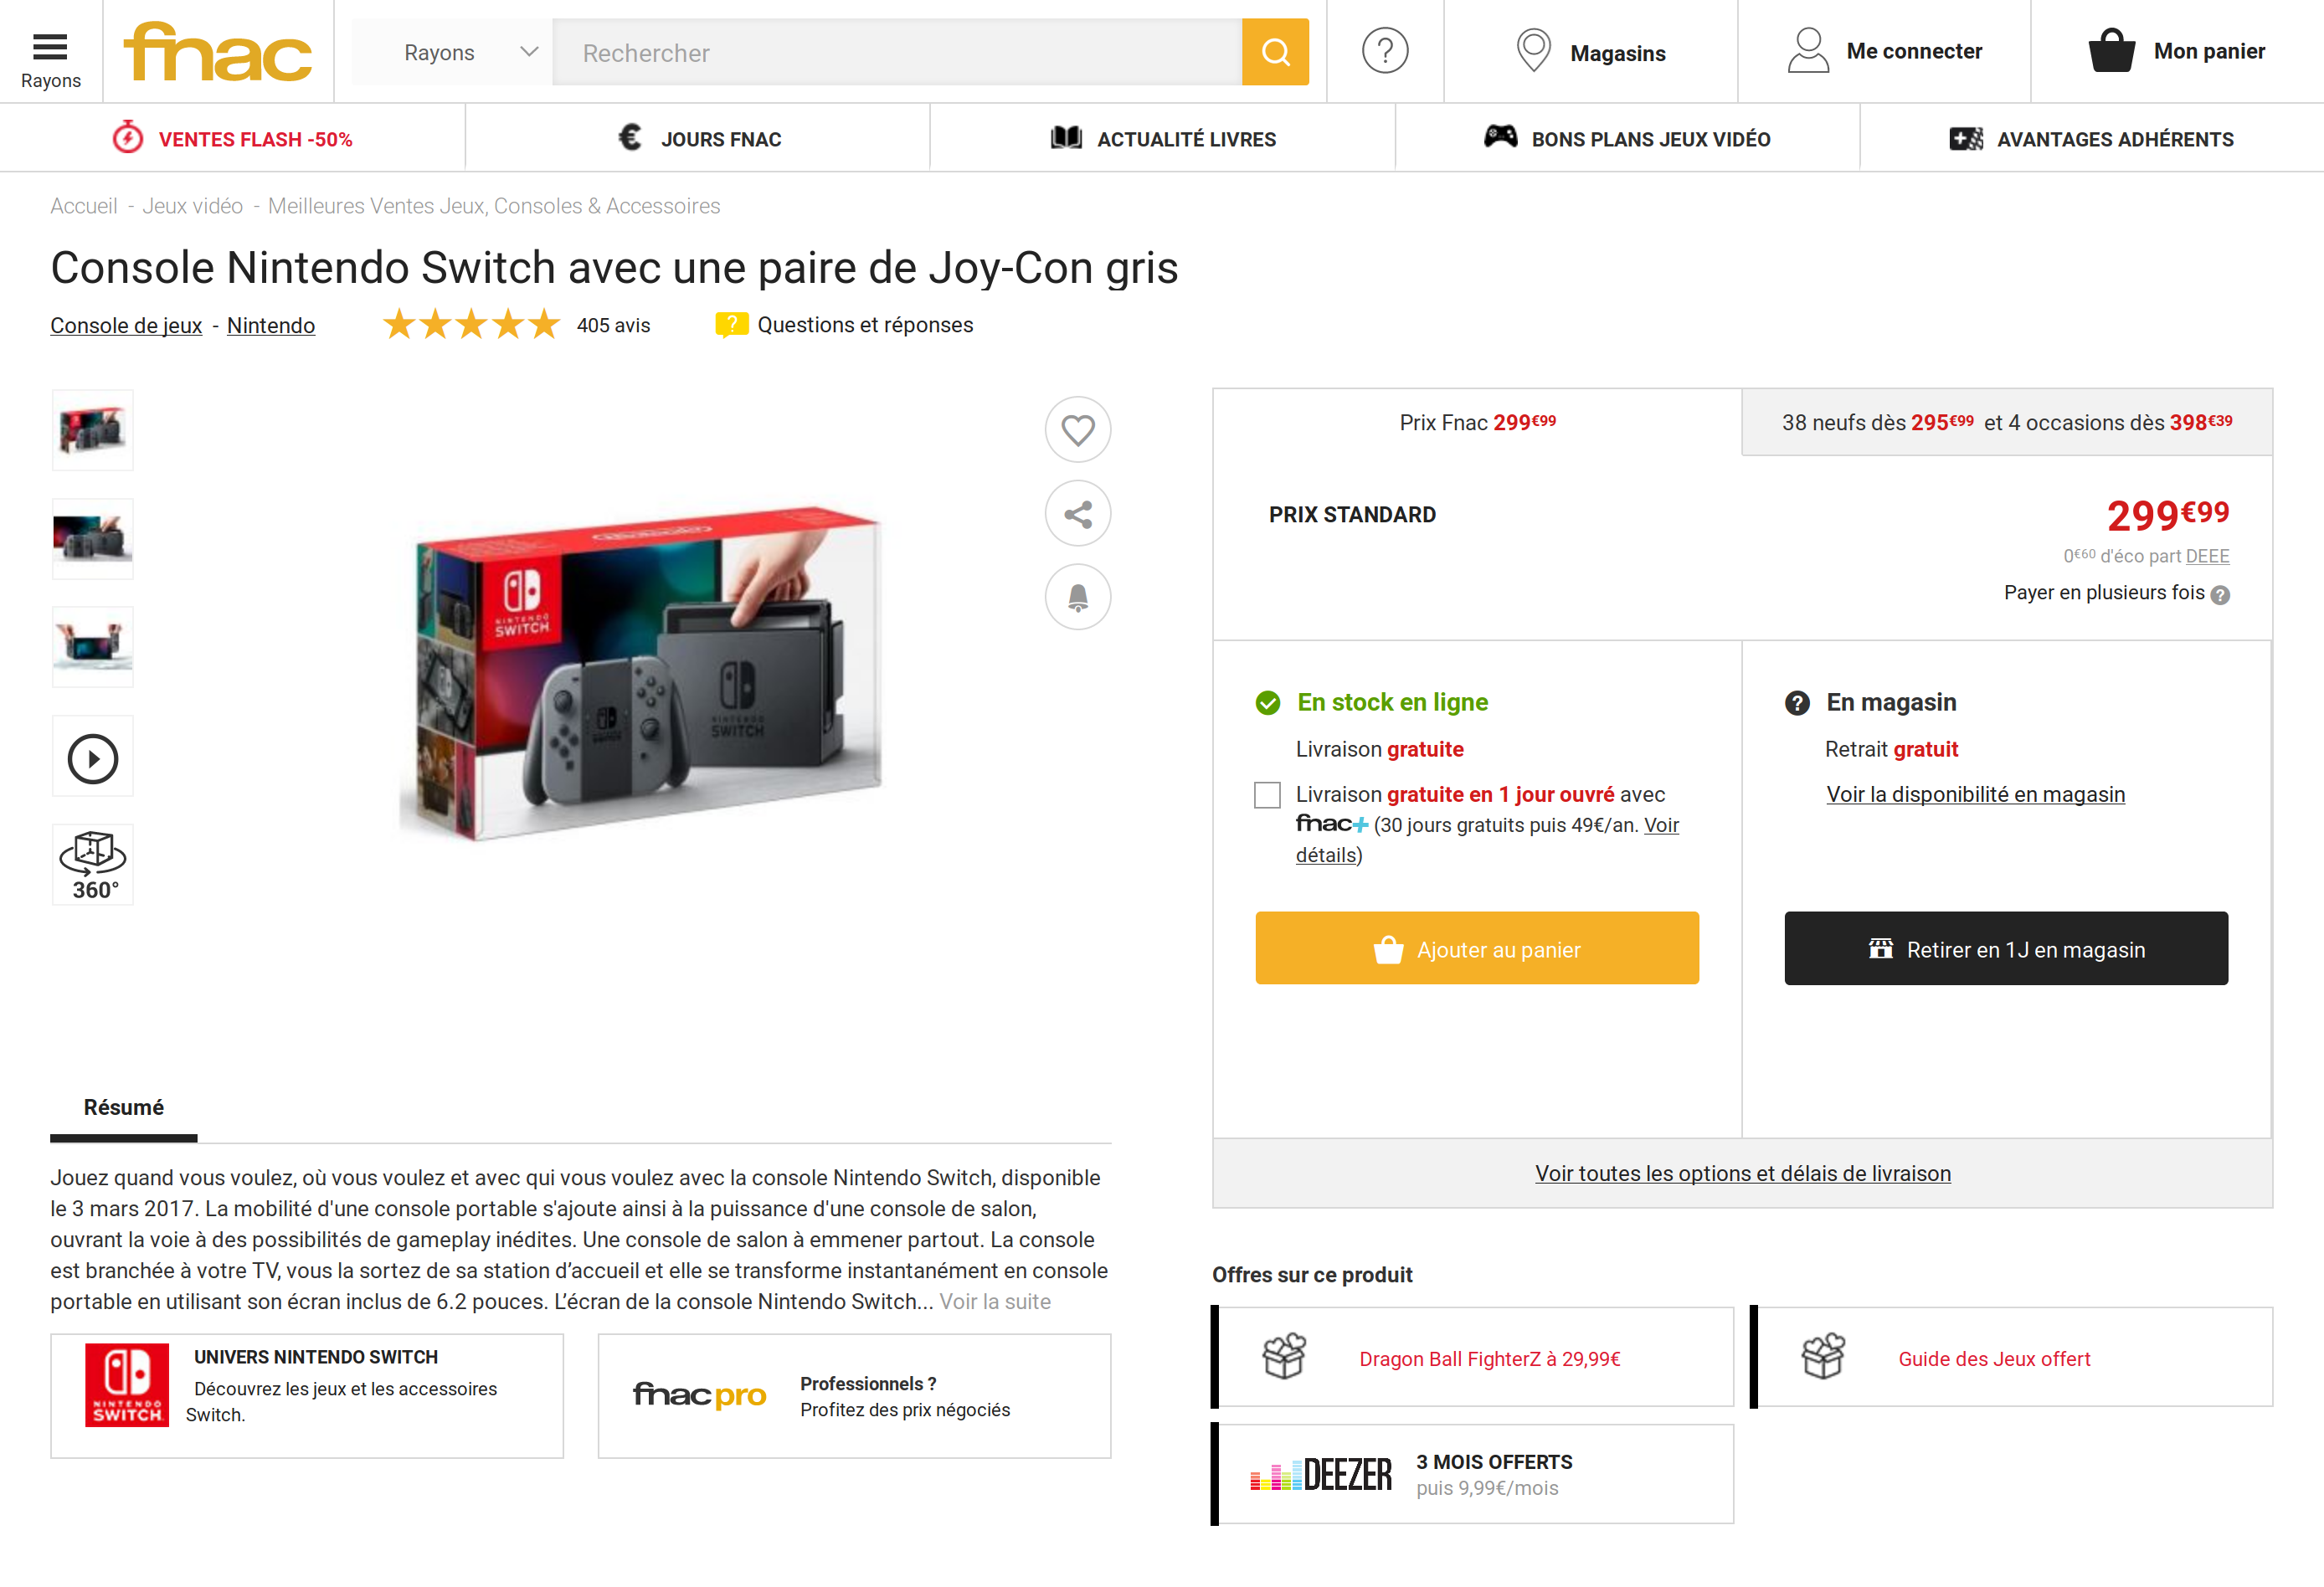 Rayons
fnac
Rayons
Rechercher
?
Magasins
Me connecter
Mon panier
VENTES FLASH -50%
€ JOURS FNAC
ACTUALITÉ LIVRES
BONS PLANS JEUX VIDÉO
AVANTAGES ADHÉRENTS
Accueil - Jeux vidéo - Meilleures Ventes Jeux, Consoles & Accessoires
Console Nintendo Switch avec une paire de Joy-Con gris
Console de jeux - Nintendo
405 avis
? Questions et réponses
360°
NINTENDO
SWITCH
NINTENDO
SWITCH
Prix Fnac 299€99
38 neufs dès 295€99 et 4 occasions dès 398€39
PRIX STANDARD
299€99
0€60 d'éco part DEEE
Payer en plusieurs fois ?
En stock en ligne
Livraison gratuite
Livraison gratuite en 1 jour ouvré avec
fnac+ (30 jours gratuits puis 49€/an. Voir
détails)
Ajouter au panier
? En magasin
Retrait gratuit
Voir la disponibilité en magasin
Retirer en 1J en magasin
Voir toutes les options et délais de livraison
Résumé
Jouez quand vous voulez, où vous voulez et avec qui vous voulez avec la console Nintendo Switch, disponible
le 3 mars 2017. La mobilité d'une console portable s'ajoute ainsi à la puissance d'une console de salon,
ouvrant la voie à des possibilités de gameplay inédites. Une console de salon à emmener partout. La console
est branchée à votre TV, vous la sortez de sa station d’accueil et elle se transforme instantanément en console
portable en utilisant son écran inclus de 6.2 pouces. L’écran de la console Nintendo Switch... Voir la suite
NINTENDO
SWITCH
UNIVERS NINTENDO SWITCH
Découvrez les jeux et les accessoires
Switch.
fnac pro
Professionnels ?
Profitez des prix négociés
Offres sur ce produit
Dragon Ball FighterZ à 29,99€
Guide des Jeux offert
DEEZER
3 MOIS OFFERTS
puis 9,99€/mois